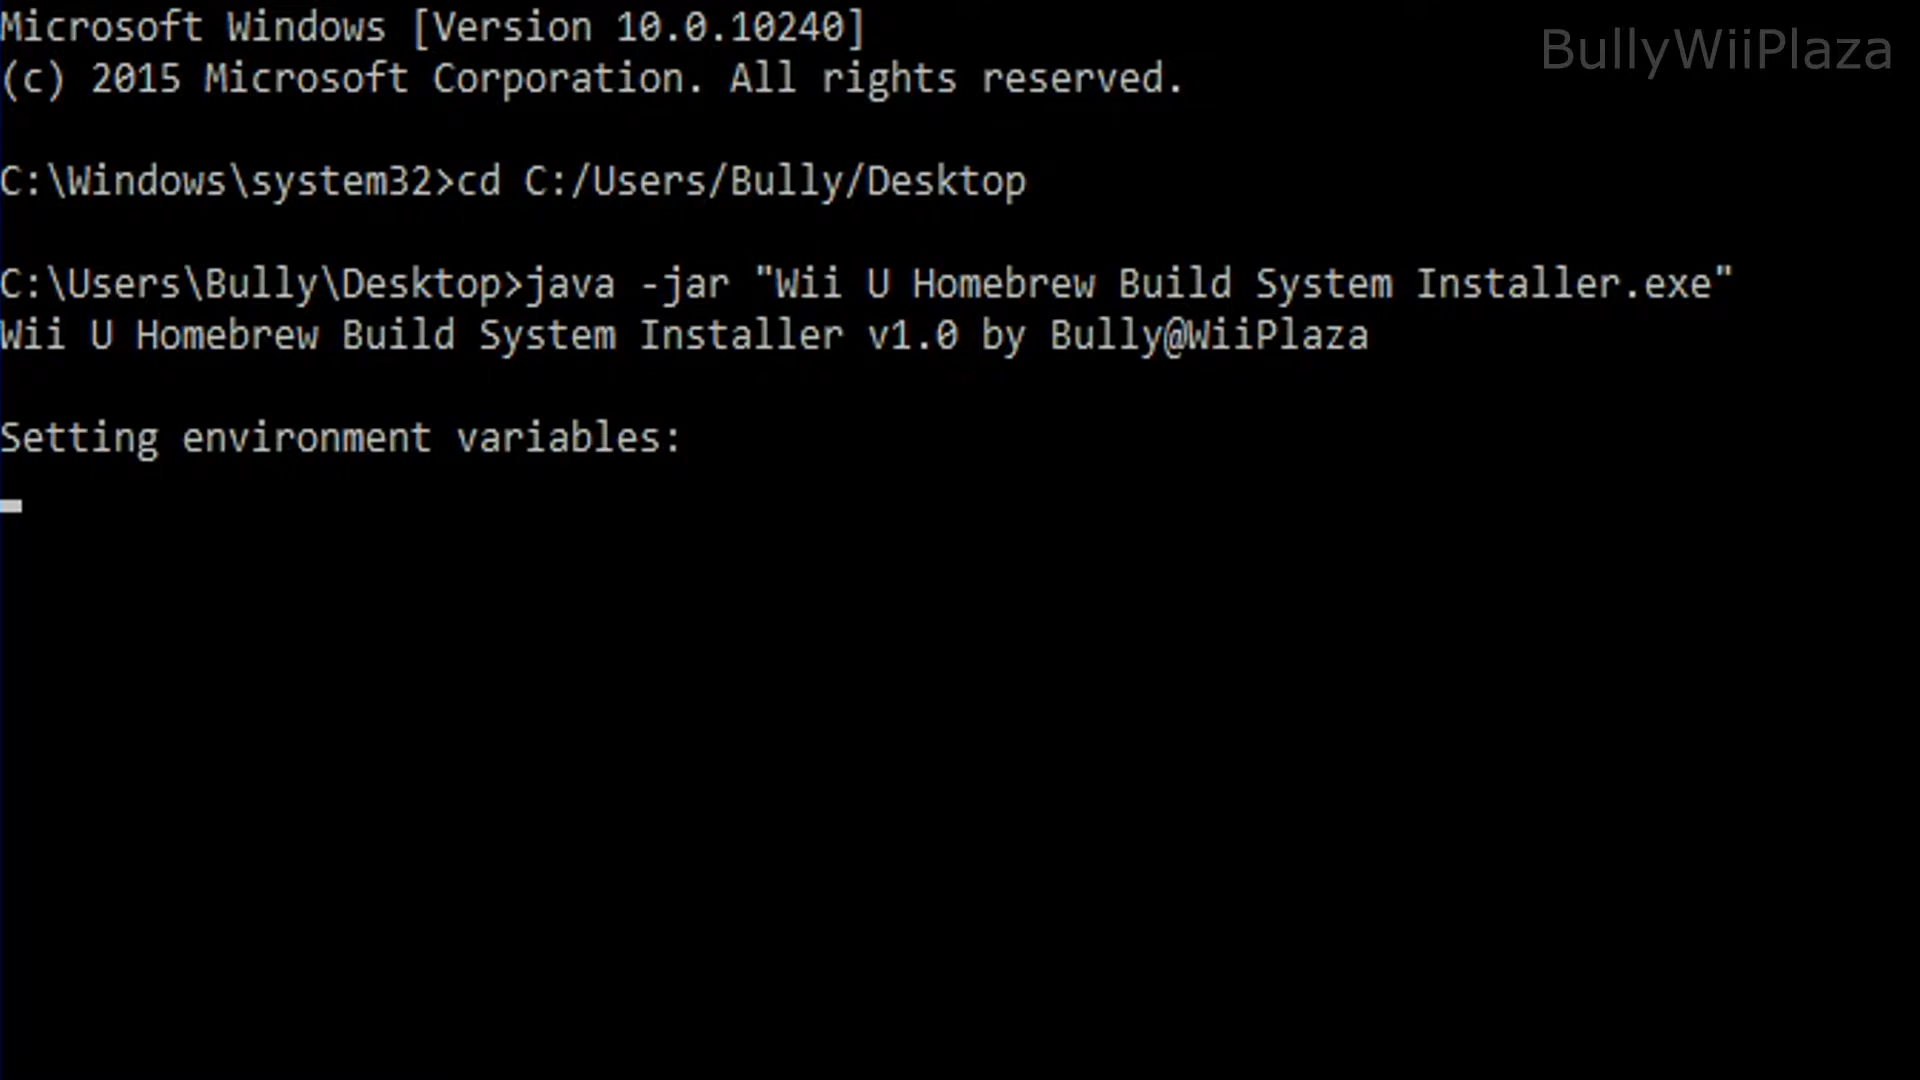 Microsoft Windows [Version 10.0.10240]
BullyWiiPlaza
(c) 2015 Microsoft Corporation. All rights reserved.
C:\Windows\system32>cd C:/Users/Bully/Desktop
C:\Users\Bully\Desktop>java -jar "Wii U Homebrew Build System Installer.exe"
Wii U Homebrew Build System Installer v1.0 by Bully@WiiPlaza
Setting environment variables: